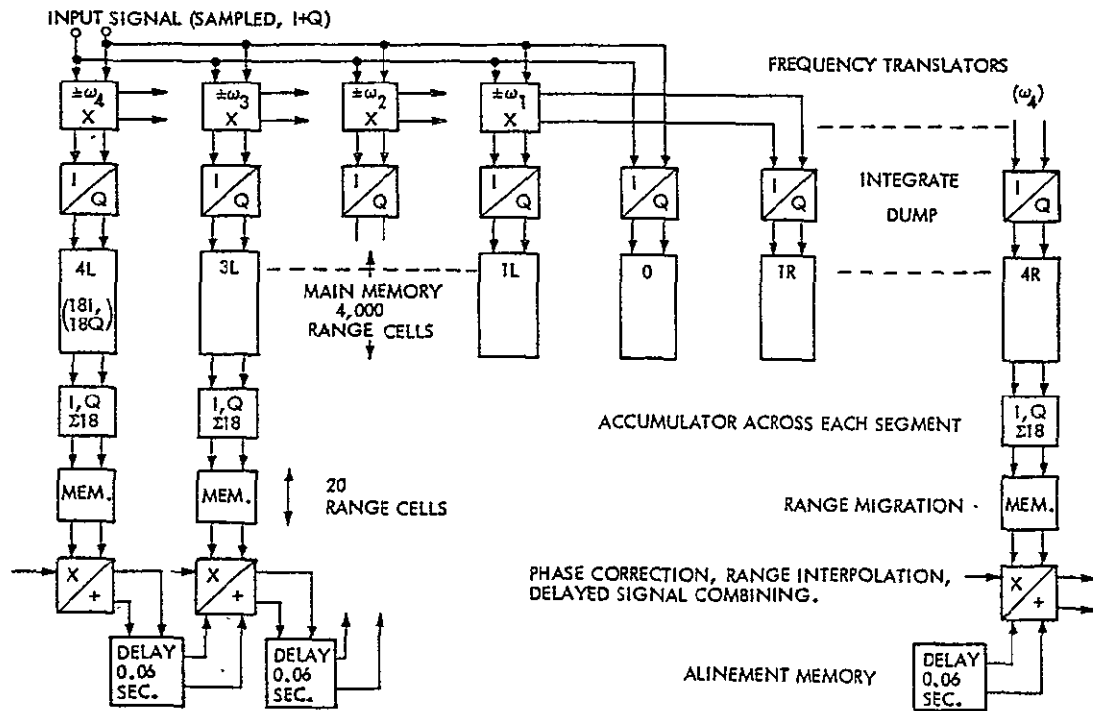 INPUT SIGNAL (SAMPLED, I+Q)
FREQUENCY TRANSLATORS
±ω4
X
±ω3
X
±ω2
X
±ω1
X
(ω4)
I
Q
I
Q
I
Q
I
Q
I
Q
I
Q
INTEGRATE
DUMP
I
Q
4L
(18I,
18Q)
3L
MAIN MEMORY
4,000
RANGE CELLS
1L
0
1R
4R
I,Q
Σ18
I,Q
Σ18
ACCUMULATOR ACROSS EACH SEGMENT
I,Q
Σ18
MEM.
MEM.
20
RANGE CELLS
RANGE MIGRATION
MEM.
X
+
X
+
PHASE CORRECTION, RANGE INTERPOLATION,
DELAYED SIGNAL COMBINING.
X
+
DELAY
0.06
SEC.
DELAY
0.06
SEC.
ALINEMENT MEMORY
DELAY
0.06
SEC.